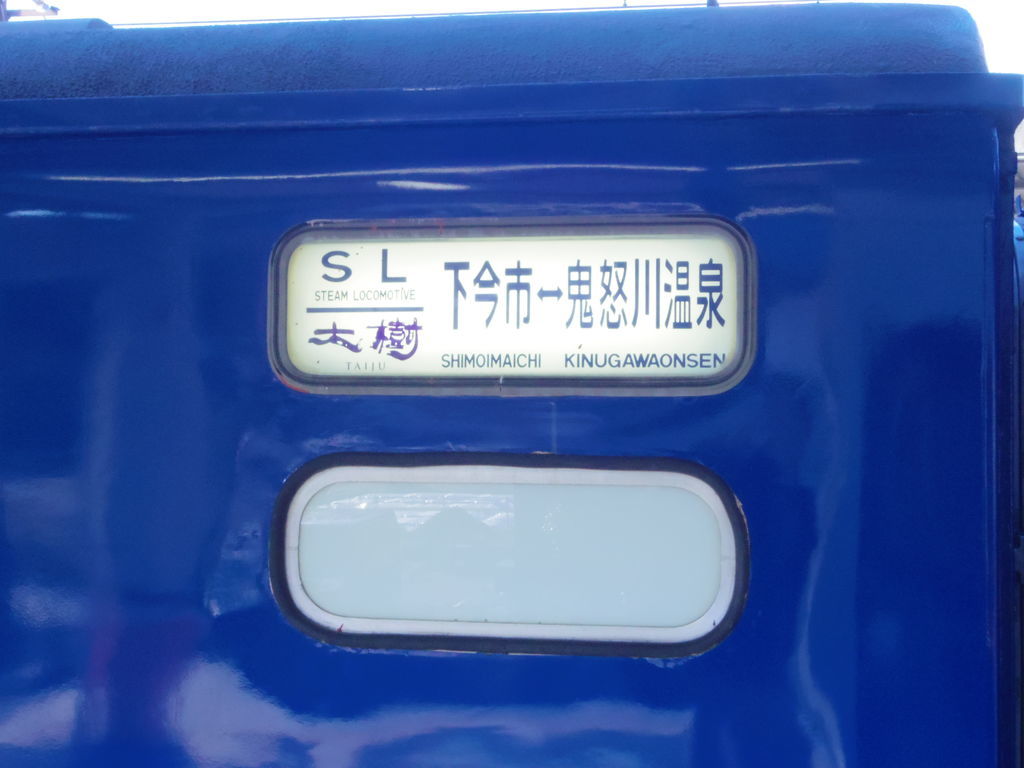 SL
STEAM LOCOMOTIVE
大樹
TAIJU
下今市↔鬼怒川温泉
SHIMOIMAICHI KINUGAWAONSEN